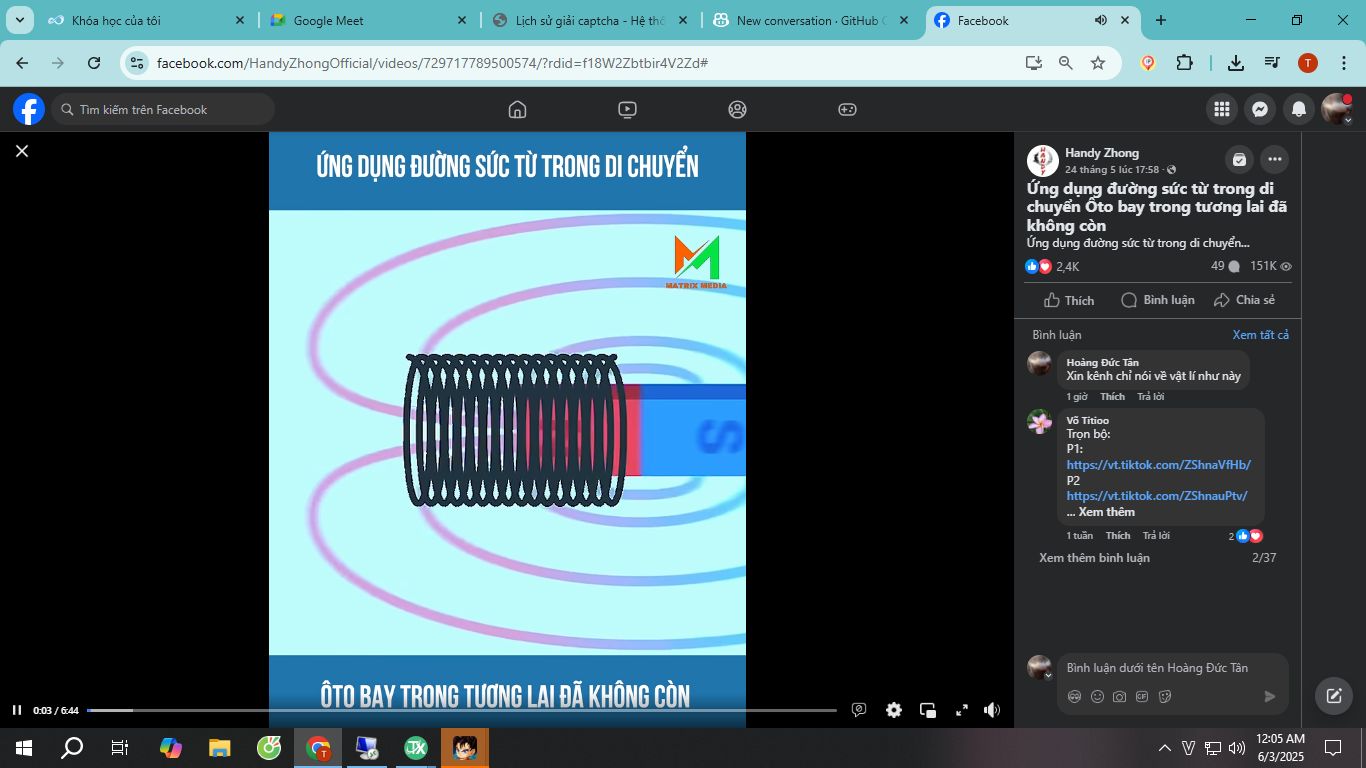 Khóa học của tôi
Google Meet
Lịch sử giải captcha - Hệ thố
New conversation · GitHub C
Facebook
facebook.com/HandyZhongOfficial/videos/729717789500574/?rdid=f18W2Zbtbir4V2Zd#
T
Tìm kiếm trên Facebook
ỨNG DỤNG ĐƯỜNG SỨC TỪ TRONG DI CHUYỂN
MATRIX MEDIA
S
ÔTO BAY TRONG TƯƠNG LAI ĐÃ KHÔNG CÒN
0:03 / 6:44
HANDY
Handy Zhong
24 tháng 5 lúc 17:58 ·
Ứng dụng đường sức từ trong di
chuyển Ôto bay trong tương lai đã
không còn
Ứng dụng đường sức từ trong di chuyển...
2,4K
49
151K
Thích
Bình luận
Chia sẻ
Bình luận
Xem tất cả
Hoàng Đức Tân
Xin kênh chỉ nói về vật lí như này
1 giờ
Thích
Trả lời
Võ Titioo
Trọn bộ:
P1:
https://vt.tiktok.com/ZShnaVfHb/
P2
https://vt.tiktok.com/ZShnauPtv/
... Xem thêm
1 tuần
Thích
Trả lời
2
Xem thêm bình luận
2/37
Bình luận dưới tên Hoàng Đức Tân
GIF
T
V
12:05 AM
6/3/2025